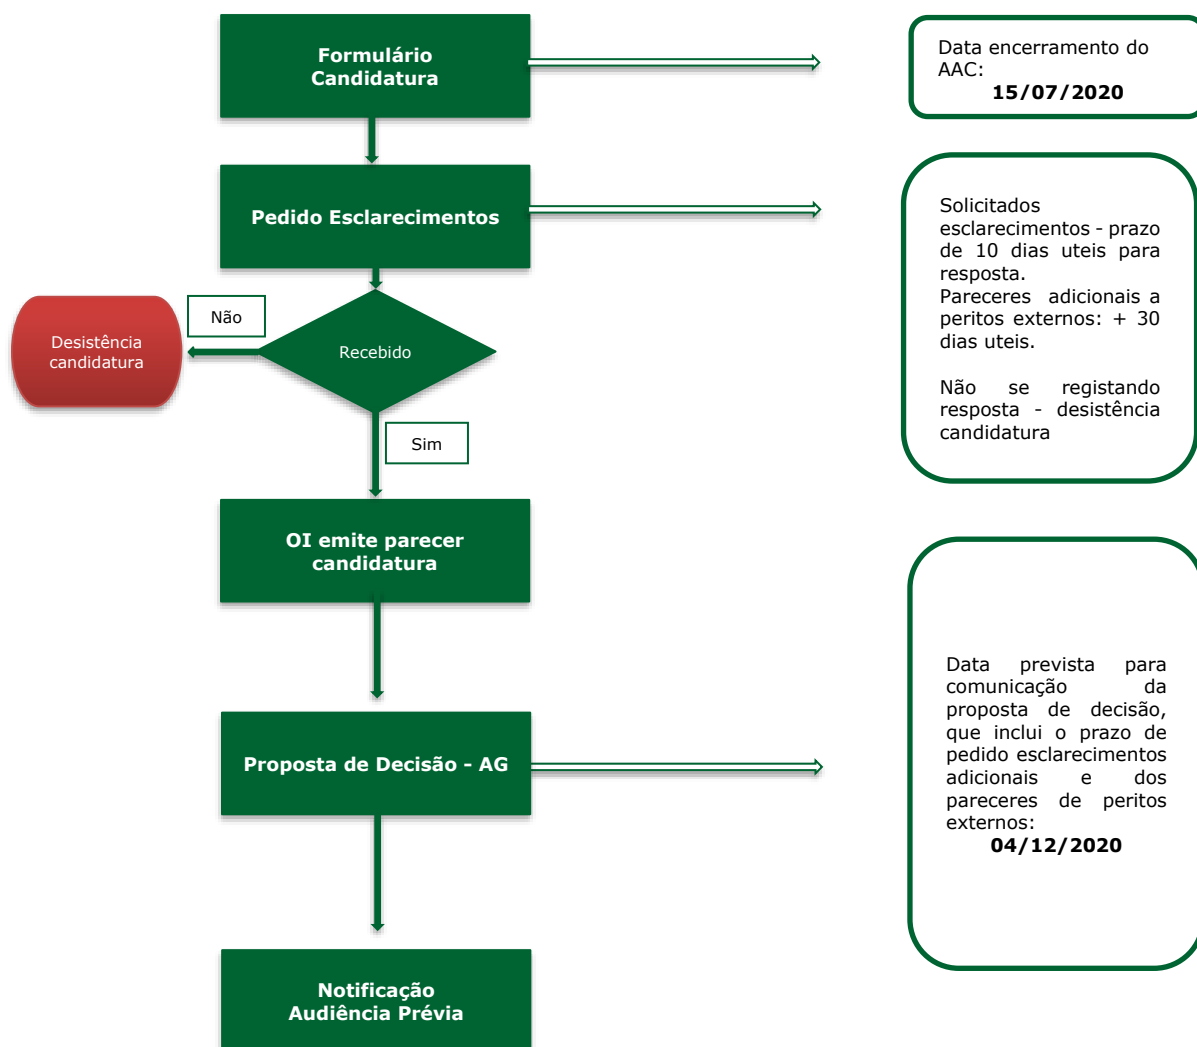 Formulário
Candidatura
Data encerramento do
AAC:
15/07/2020
Pedido Esclarecimentos
Solicitados
esclarecimentos - prazo
de 10 dias uteis para
resposta.
Pareceres adicionais a
peritos externos: + 30
dias uteis.
Não se registando
resposta - desistência
candidatura
Não
Desistência
candidatura
Recebido
Sim
OI emite parecer
candidatura
Proposta de Decisão - AG
Data prevista para
comunicação da
proposta de decisão,
que inclui o prazo de
pedido esclarecimentos
adicionais e dos
pareceres de peritos
externos:
04/12/2020
Notificação
Audiência Prévia